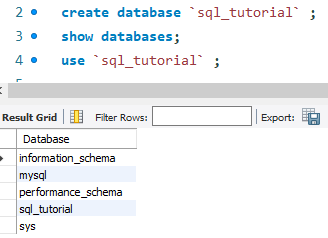 2 create database `sql_tutorial` ;
3 show databases;
4 use `sql_tutorial` ;
Result Grid Filter Rows: Export:
Database
information_schema
mysql
performance_schema
sql_tutorial
sys